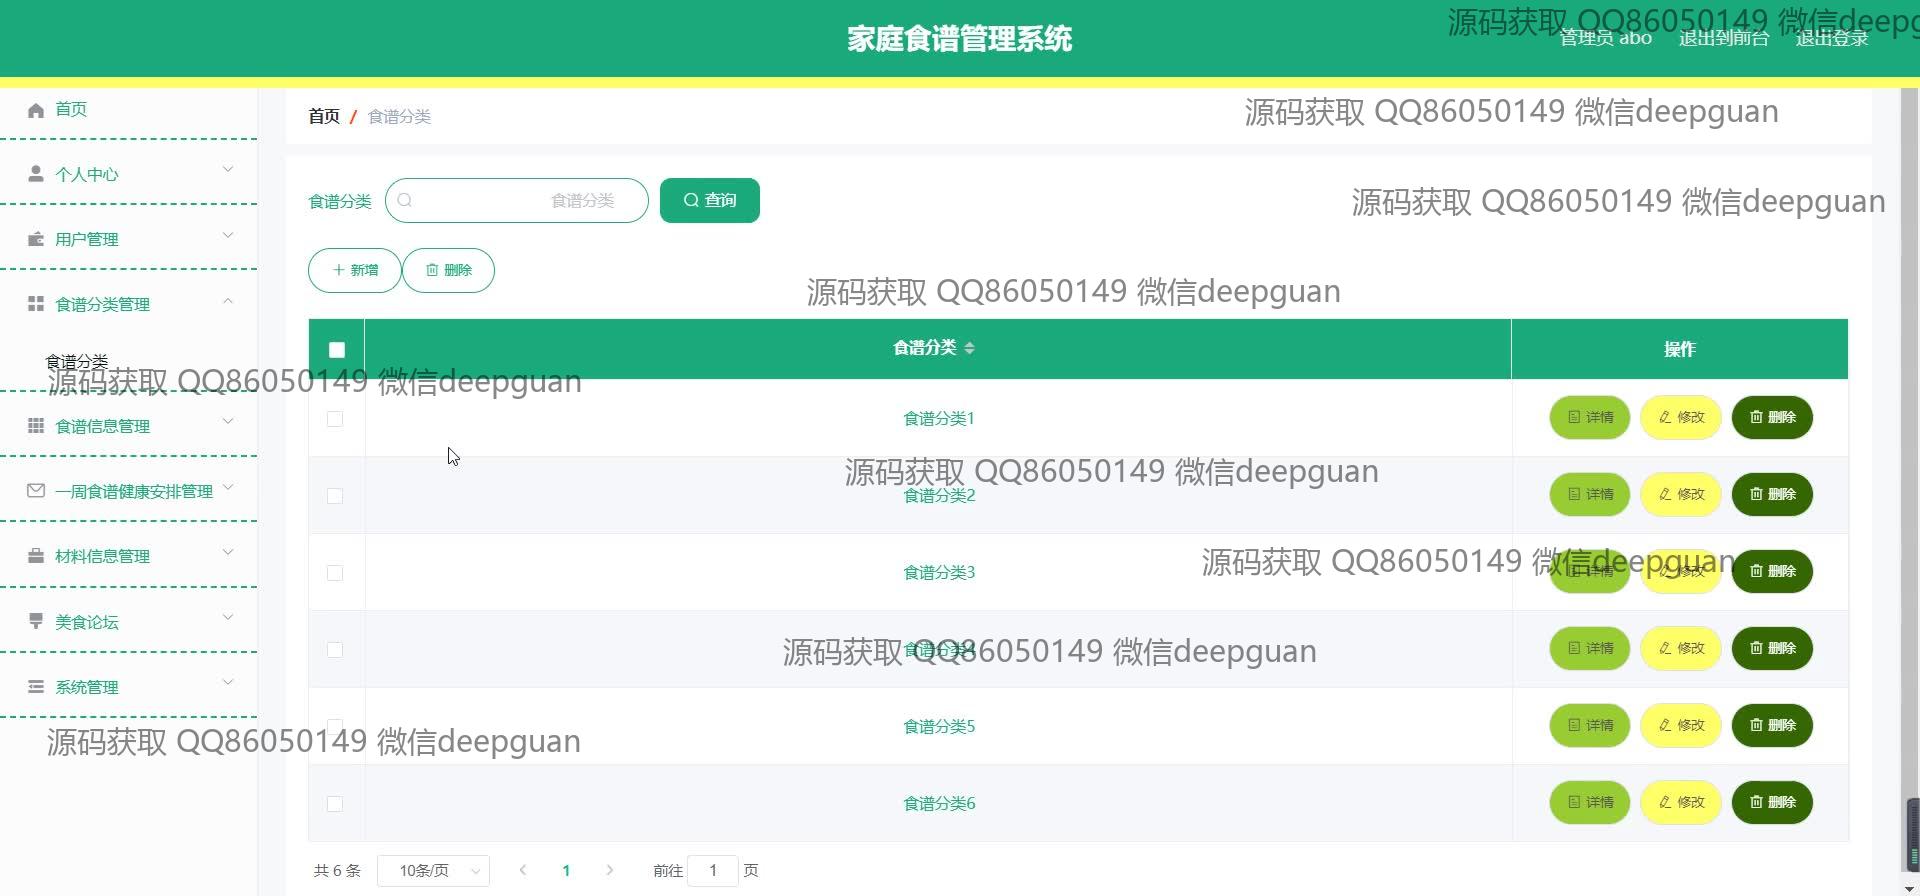 家庭食谱管理系统
源码获取 QQ86050149 微信deepg
管理员 abo 退出到前台 退出登录
首页
首页 / 食谱分类
源码获取 QQ86050149 微信deepguan
个人中心
食谱分类 食谱分类 查询
源码获取 QQ86050149 微信deepguan
用户管理
新增 删除
源码获取 QQ86050149 微信deepguan
食谱分类管理
食谱分类 操作
食谱分类
源码获取 QQ86050149 微信deepguan
食谱信息管理
食谱分类1 详情 修改 删除
源码获取 QQ86050149 微信deepguan
一周食谱健康安排管理
食谱分类2 详情 修改 删除
材料信息管理
源码获取 QQ86050149 微信deepguan
食谱分类3 详情 修改 删除
美食论坛
源码获取 QQ86050149 微信deepguan
食谱分类4 详情 修改 删除
系统管理
食谱分类5 详情 修改 删除
源码获取 QQ86050149 微信deepguan
食谱分类6 详情 修改 删除
共 6 条 10条/页 1 前往 1 页